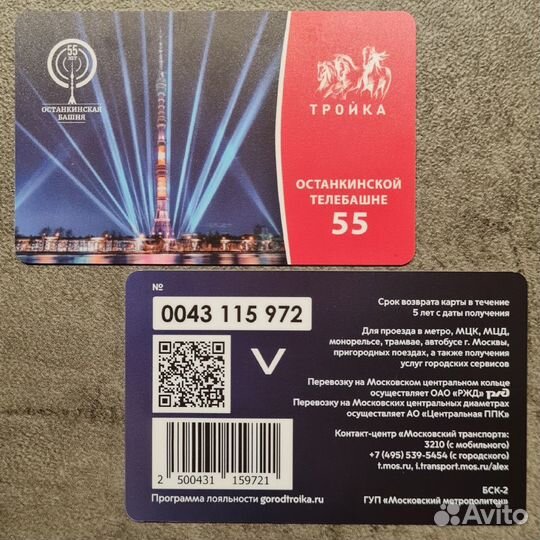 55
ЛЕТ
ОСТАНКИНСКАЯ
БАШНЯ
ТРОЙКА
ОСТАНКИНСКОЙ
ТЕЛЕБАШНЕ
55
№
0043 115 972
Срок возврата карты в течение
5 лет с даты получения
Для проезда в метро, МЦК, МЦД,
монорельсе, трамвае, автобусе г. Москвы,
пригородных поездах, а также получения
услуг городских сервисов
Перевозку на Московском центральном кольце
осуществляет ОАО «РЖД» ржд
Перевозку на Московских центральных диаметрах
осуществляет АО «Центральная ППК»
Контакт-центр «Московский транспорт»:
3210 (с мобильного)
+7 (495) 539-5454 (с городского)
t.mos.ru, i.transport.mos.ru/alex
2 500431 159721
Программа лояльности gorodtroika.ru
БСК-2
ГУП «Московский метрополитен»
Avito